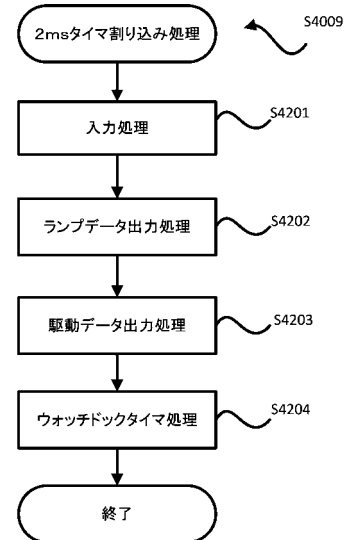 2msタイマ割り込み処理
S4009
入力処理
S4201
ランプデータ出力処理
S4202
駆動データ出力処理
S4203
ウォッチドックタイマ処理
S4204
終了